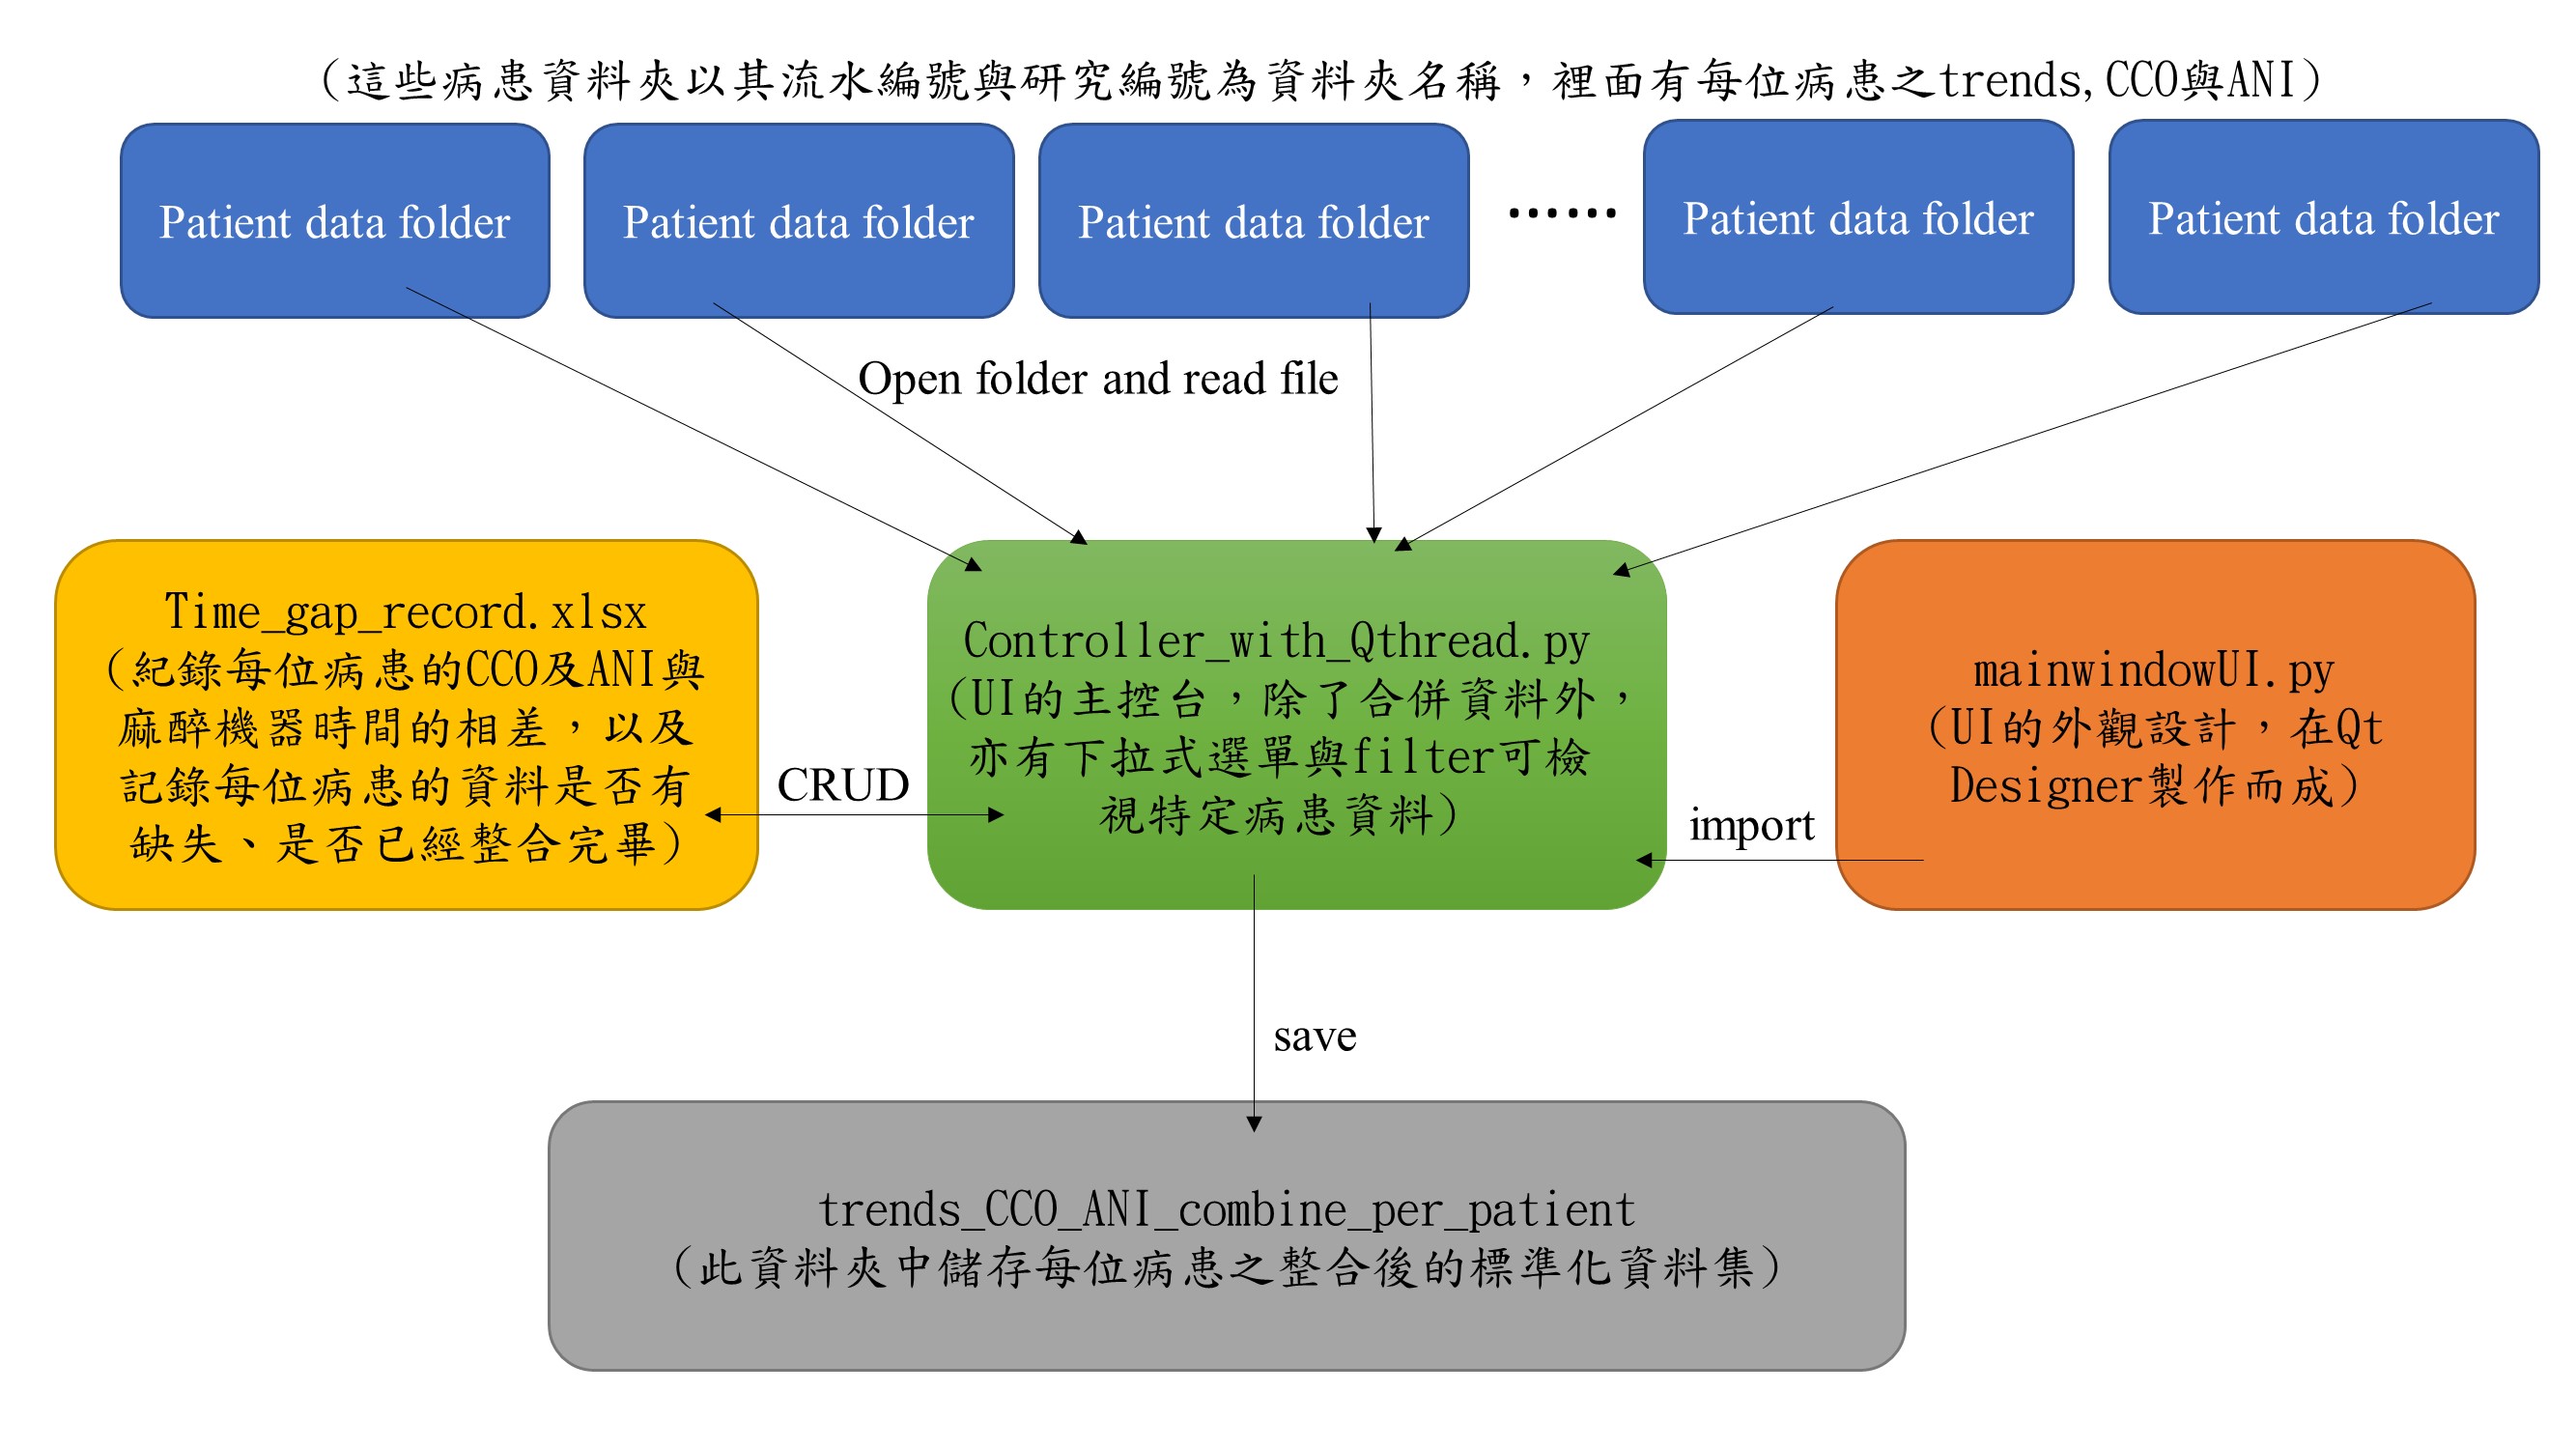 (這些病患資料夾以其流水編號與研究編號為資料夾名稱，裡面有每位病患之trends,CCO與ANI)
Patient data folder
Patient data folder
Patient data folder
……
Patient data folder
Patient data folder
Open folder and read file
Time_gap_record.xlsx
(紀錄每位病患的CCO及ANI與
麻醉機器時間的相差，以及
記錄每位病患的資料是否有
缺失、是否已經整合完畢)
CRUD
Controller_with_Qthread.py
(UI的主控台，除了合併資料外，
亦有下拉式選單與filter可檢
視特定病患資料)
import
mainwindowUI.py
(UI的外觀設計，在Qt
Designer製作而成)
save
trends_CCO_ANI_combine_per_patient
(此資料夾中儲存每位病患之整合後的標準化資料集)